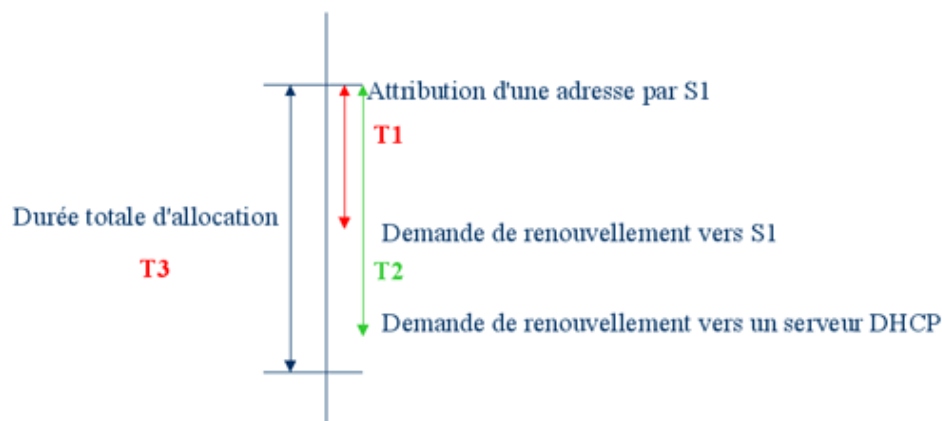 Attribution d'une adresse par S1
T1
Durée totale d'allocation
Demande de renouvellement vers S1
T3
T2
Demande de renouvellement vers un serveur DHCP